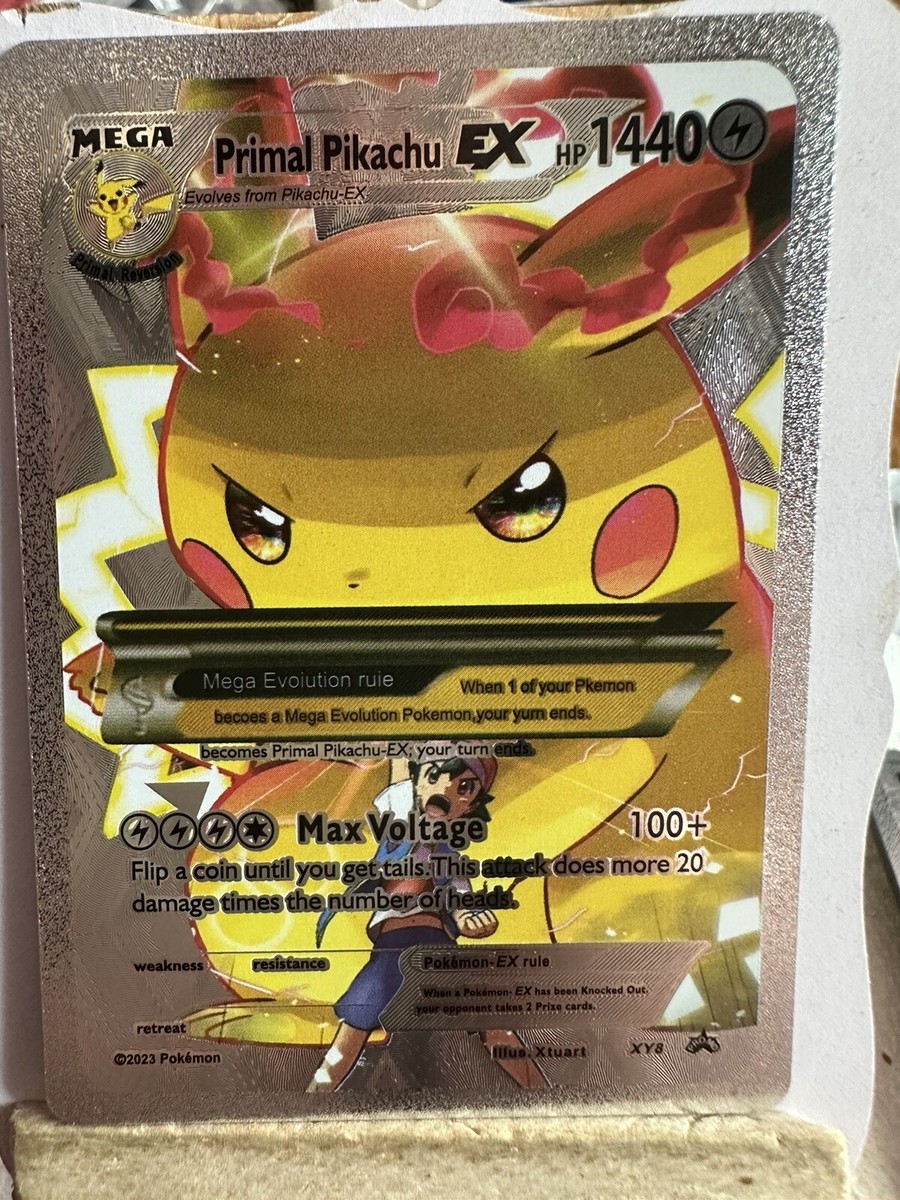 MEGA
Primal Pikachu EX HP 1440
Evolves from Pikachu-EX
Primal Reversion
Mega Evoiution ruie When 1 of your Pkemon
becoes a Mega Evolution Pokemon,your yurn ends.
becomes Primal Pikachu-EX; your turn ends.
Max Voltage 100+
Flip a coin until you get tails.This attack does more 20
damage times the number of heads.
weakness resistance Pokémon-EX rule
When a Pokémon-EX has been Knocked Out,
your opponent takes 2 Prize cards.
retreat
©2023 Pokémon Illus. Xtuart XY8